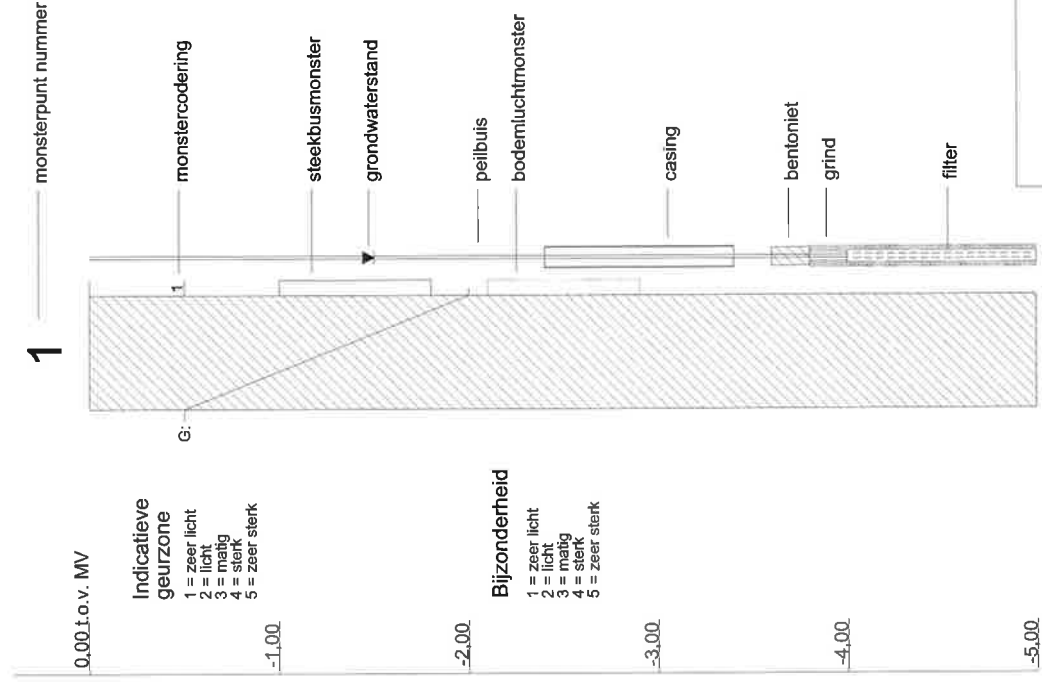 1
monsterpunt nummer
0,00 t.o.v. MV
-1,00
-2,00
-3,00
-4,00
-5,00
Indicatieve
geurzone
1 = zeer licht
2 = licht
3 = matig
4 = sterk
5 = zeer sterk
Bijzonderheid
1 = zeer licht
2 = licht
3 = matig
4 = sterk
5 = zeer sterk
G:
1
monstercodering
steekbusmonster
grondwaterstand
peilbuis
bodemluchtmonster
casing
bentoniet
grind
filter